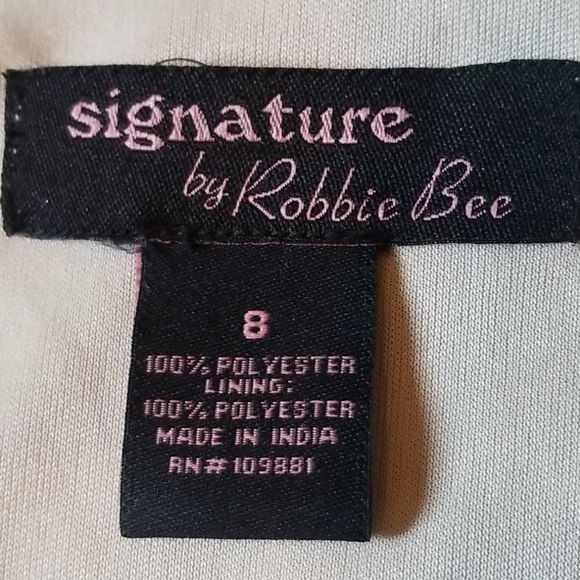 signature
by Robbie Bee
8
100% POLYESTER
LINING:
100% POLYESTER
MADE IN INDIA
RN# 109881